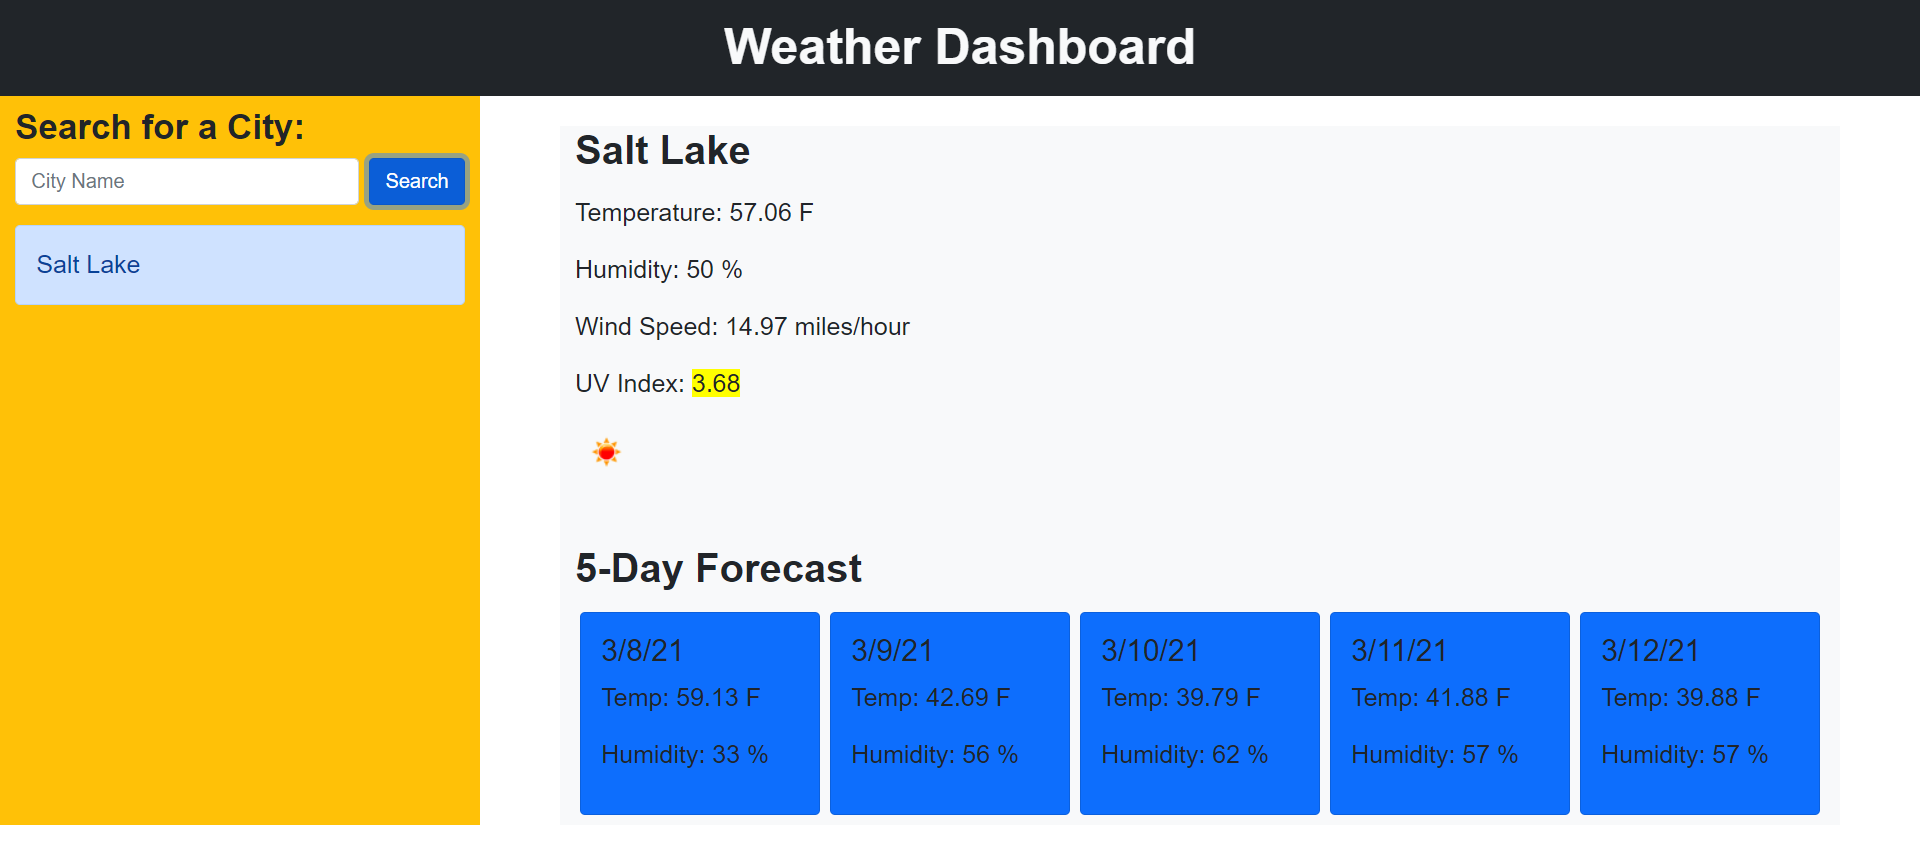 Weather Dashboard
Search for a City:
City Name
Search
Salt Lake
Salt Lake
Temperature: 57.06 F
Humidity: 50 %
Wind Speed: 14.97 miles/hour
UV Index: 3.68
5-Day Forecast
3/8/21
Temp: 59.13 F
Humidity: 33 %
3/9/21
Temp: 42.69 F
Humidity: 56 %
3/10/21
Temp: 39.79 F
Humidity: 62 %
3/11/21
Temp: 41.88 F
Humidity: 57 %
3/12/21
Temp: 39.88 F
Humidity: 57 %